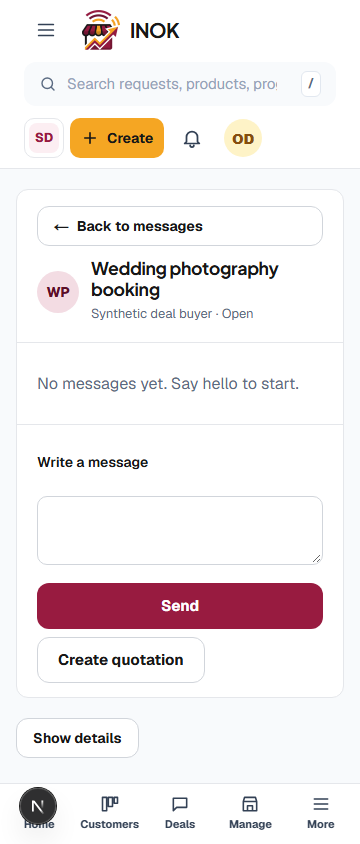 INOK
Search requests, products, pro
/
SD
+ Create
OD
← Back to messages
WP
Wedding photography
booking
Synthetic deal buyer · Open
No messages yet. Say hello to start.
Write a message
Send
Create quotation
Show details
N
Home
Customers
Deals
Manage
More